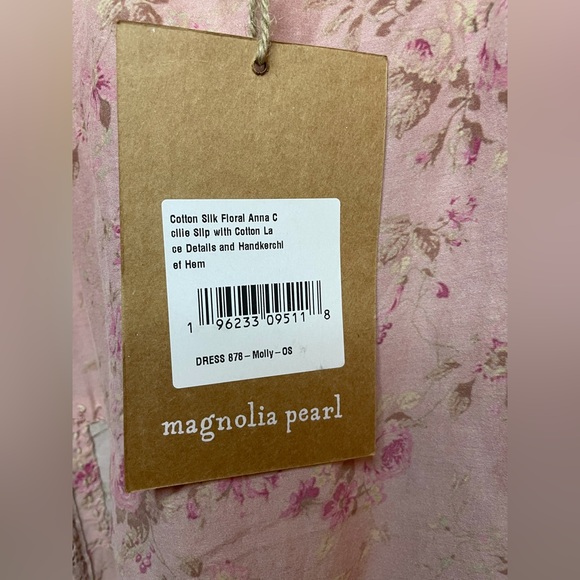 Cotton Silk Floral Anna C
cilie Slip with Cotton La
ce Details and Handkerchi
ef Hem
1 96233 09511 8
DRESS 878-Molly-OS
magnolia pearl